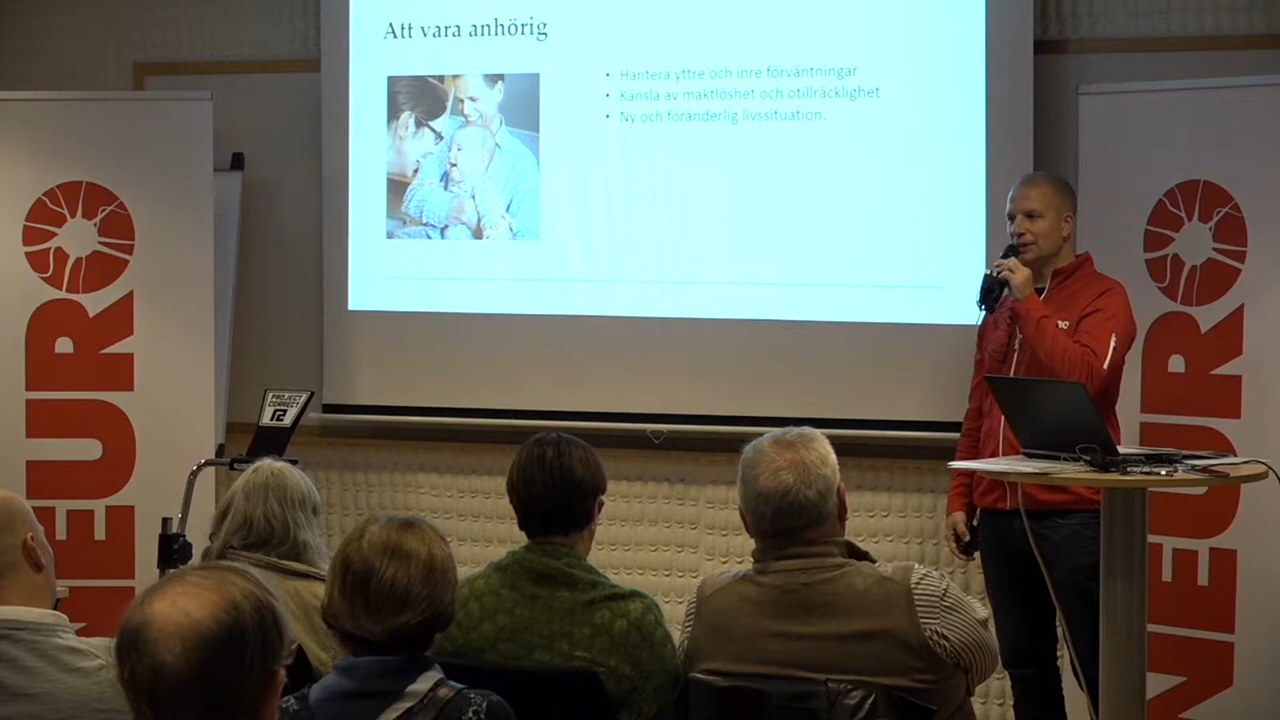 Att vara anhörig
• Hantera yttre och inre förväntningar
• Känsla av maktlöshet och otillräcklighet
• Ny och föränderlig livssituation.
NEURO
PROJECT
CORRECT
NEURO